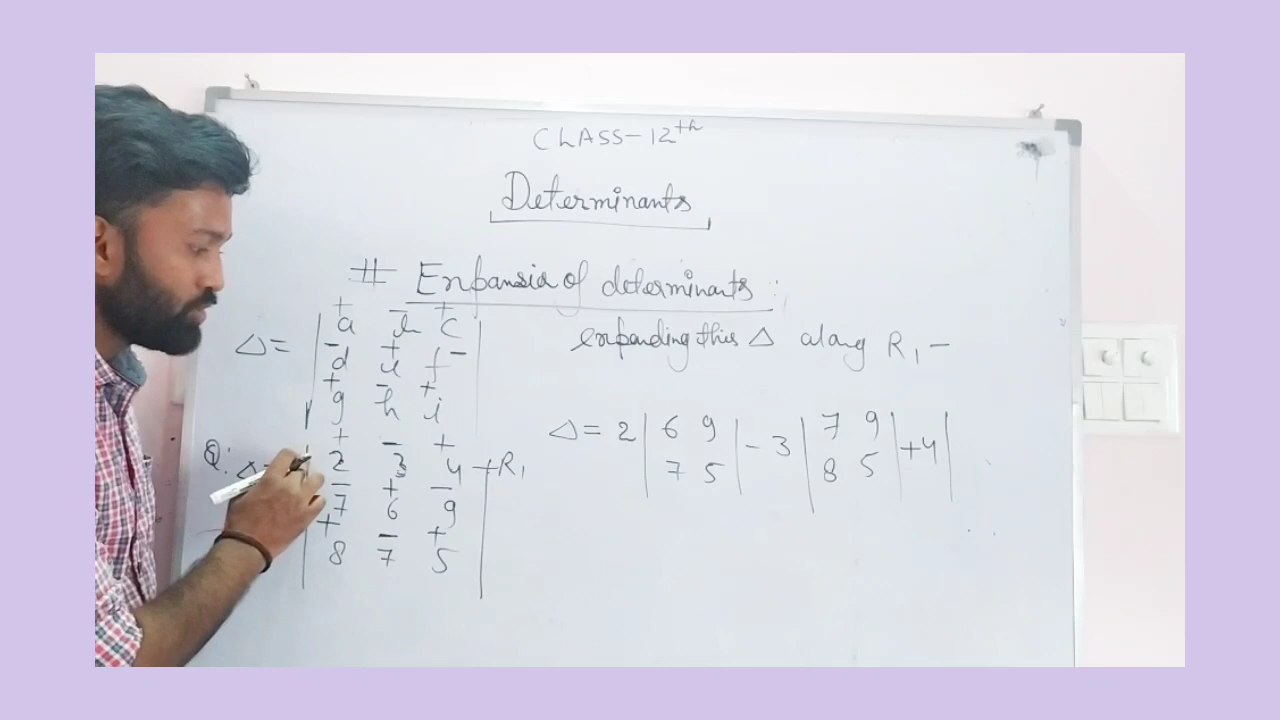 CLASS-12th
Determinants
# Expansion of determinants :
+ - +
Δ = | a b c |
- + -
| d e f |
+ - +
| g h i |
expanding this Δ along R1 -
Q: Δ =
+ - +
| 2 3 4 | → R1
- + -
| 7 6 9 |
+ - +
| 8 7 5 |
Δ = 2 | 6 9 | - 3 | 7 9 | + 4 | |
| 7 5 | | 8 5 |